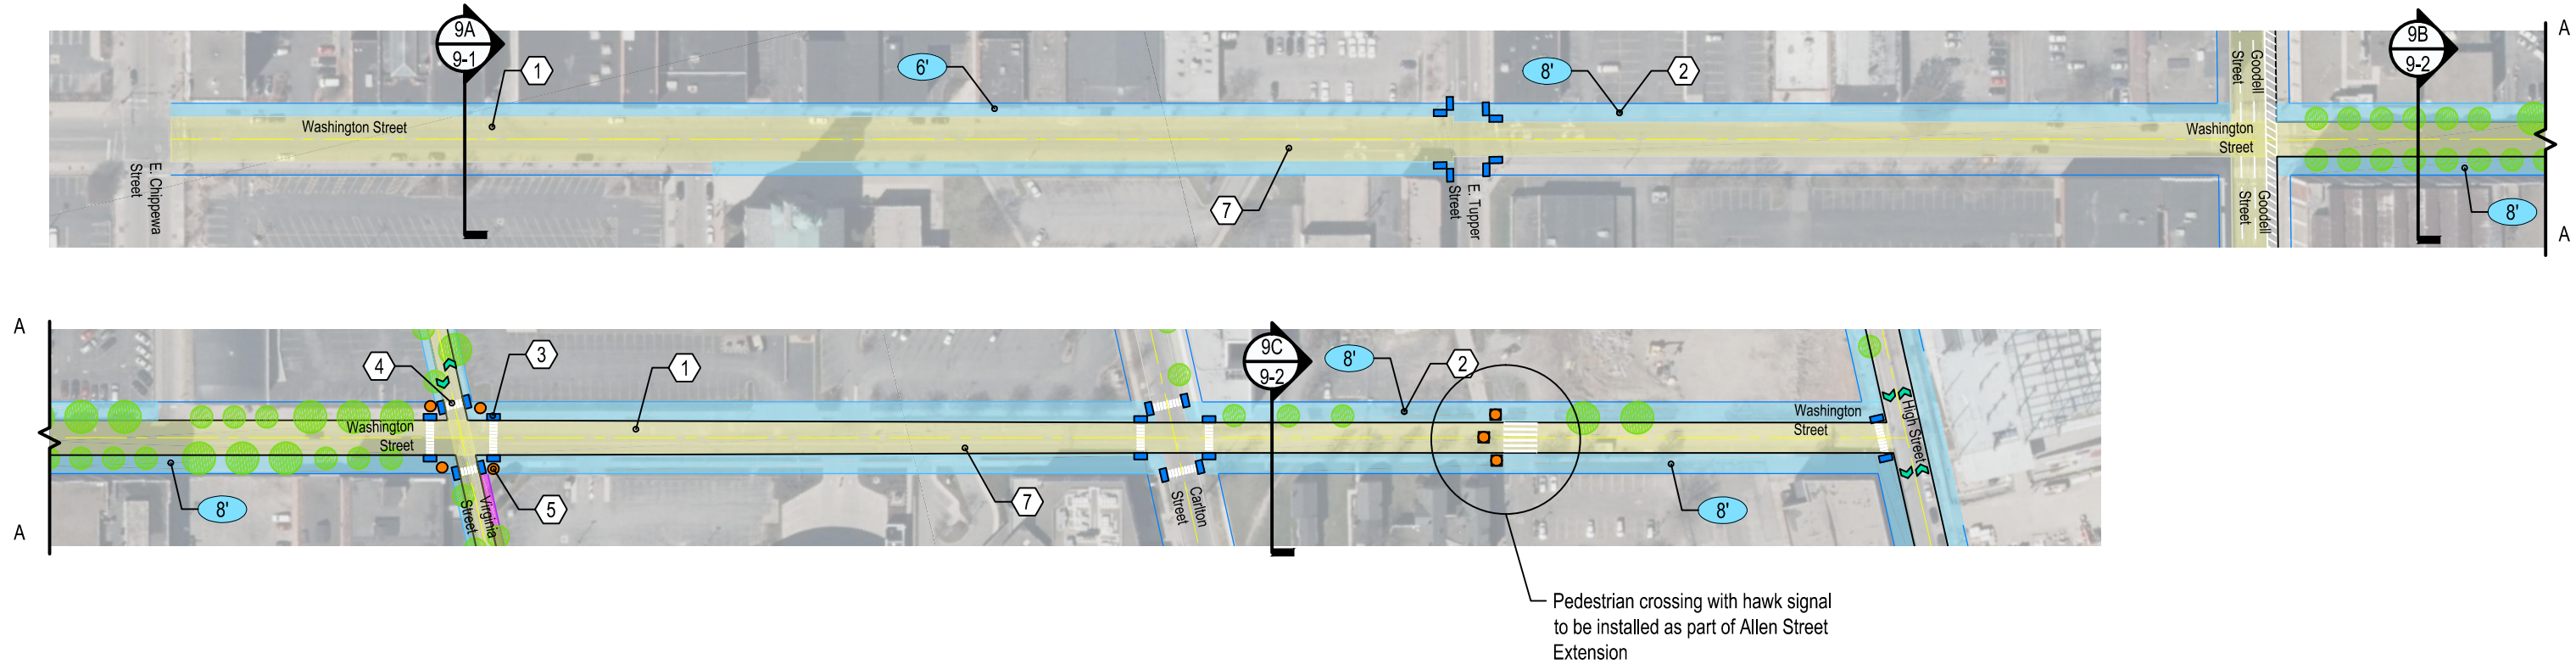 9A
9-1
1
6'
8'
2
Goodell
Street
9B
9-2
A
Washington Street
Washington
Street
E. Chippewa
Street
7
E. Tupper
Street
Goodell
Street
8'
A
A
4
3
1
9C
9-2
8'
2
Washington
Street
Washington
Street
High Street
8'
Virginia
Street
5
7
Carlton
Street
8'
A
Pedestrian crossing with hawk signal
to be installed as part of Allen Street
Extension